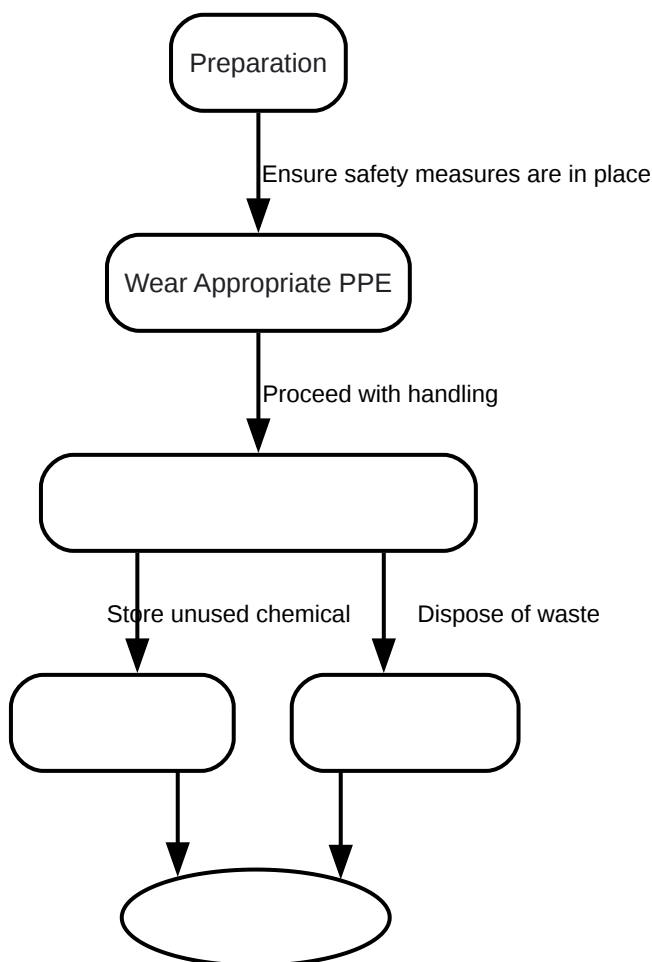 Preparation
Ensure safety measures are in place
Wear Appropriate PPE
Proceed with handling
Store unused chemical
Dispose of waste